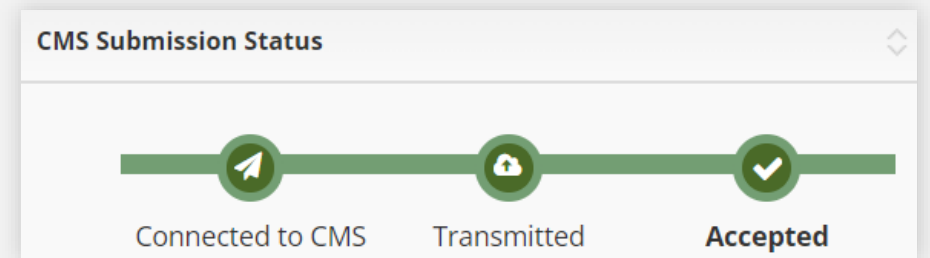 CMS Submission Status
Connected to CMS Transmitted Accepted